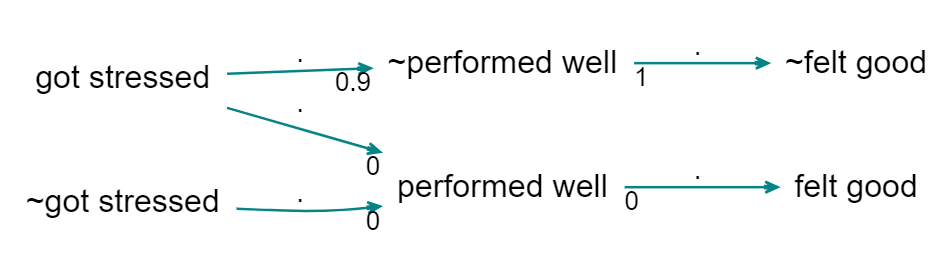 got stressed
.
0.9
~performed well
.
1
~felt good
.
0
~got stressed
.
0
performed well
.
0
felt good